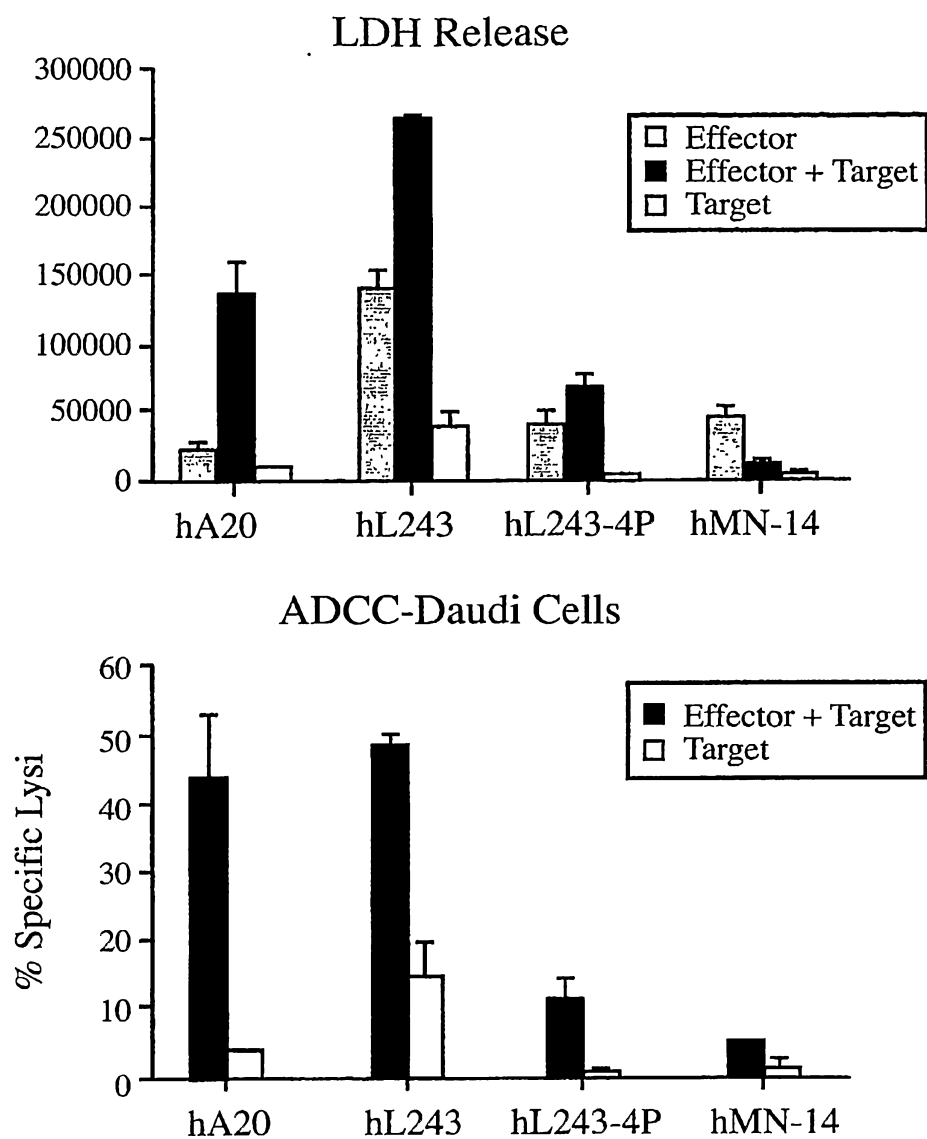 LDH Release
300000
250000
200000
150000
100000
50000
0
Effector
Effector + Target
Target
hA20 hL243 hL243-4P hMN-14
ADCC-Daudi Cells
60
50
40
30
20
10
0
% Specific Lysi
Effector + Target
Target
hA20 hL243 hL243-4P hMN-14